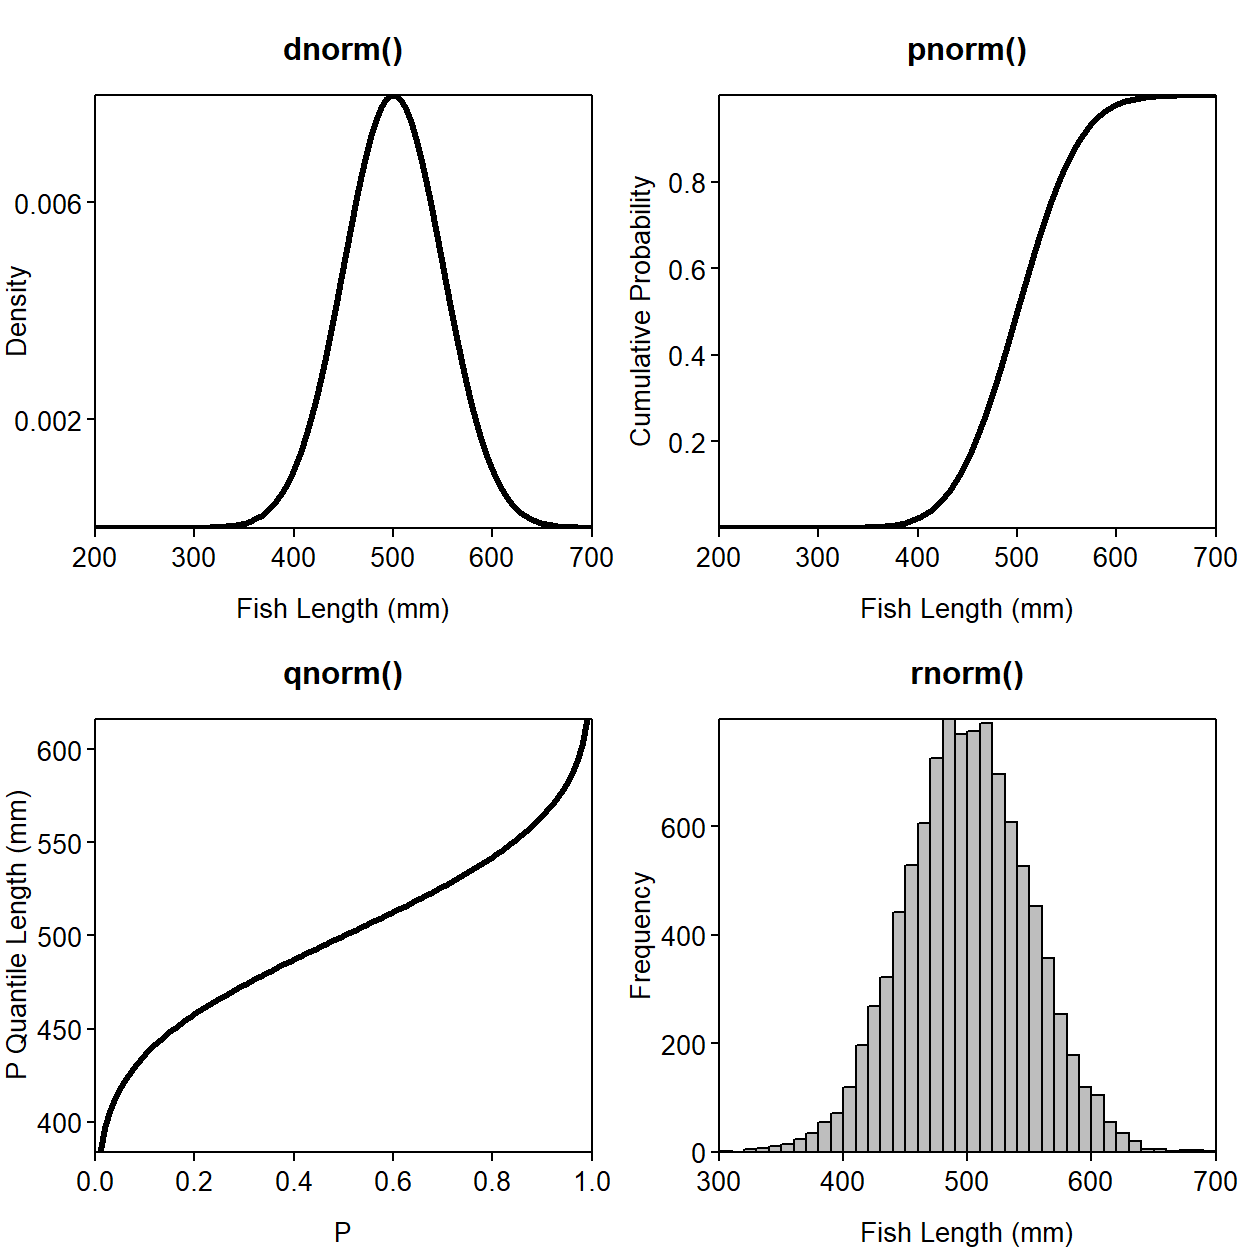 dnorm()
Density
0.006
0.002
200 300 400 500 600 700
Fish Length (mm)
pnorm()
Cumulative Probability
0.8
0.6
0.4
0.2
200 300 400 500 600 700
Fish Length (mm)
qnorm()
P Quantile Length (mm)
600
550
500
450
400
0.0 0.2 0.4 0.6 0.8 1.0
P
rnorm()
Frequency
600
400
200
0
300 400 500 600 700
Fish Length (mm)